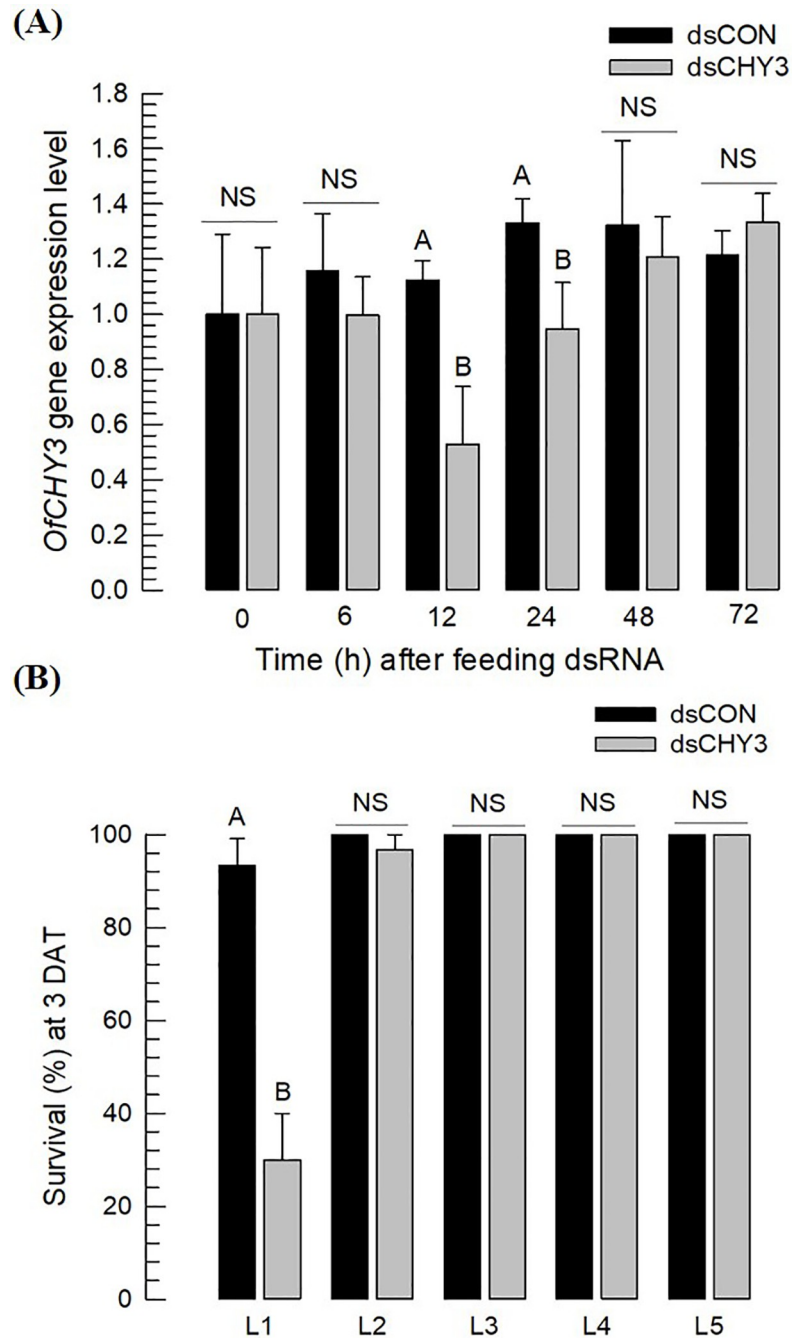 (A)
dsCON
dsCHY3
OfCHY3 gene expression level
1.8
1.6
1.4
1.2
1.0
0.8
0.6
0.4
0.2
0.0
NS
NS
A
B
A
B
NS
NS
0 6 12 24 48 72
Time (h) after feeding dsRNA
(B)
dsCON
dsCHY3
Survival (%) at 3 DAT
100
80
60
40
20
0
A
B
NS
NS
NS
NS
L1 L2 L3 L4 L5